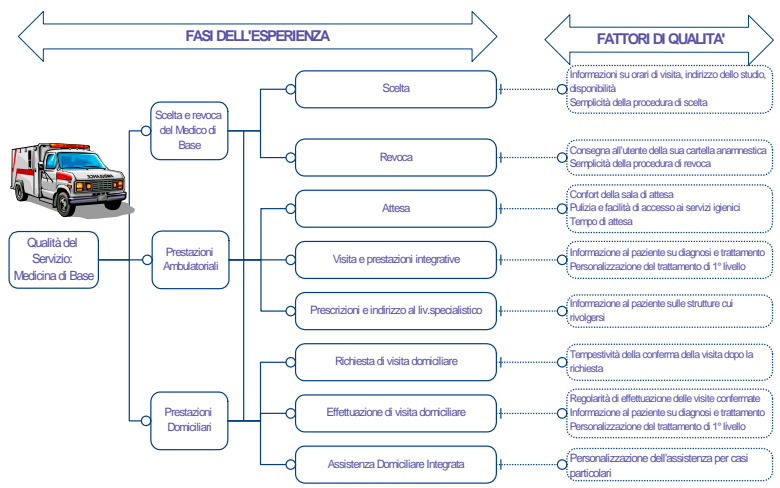 FASI DELL'ESPERIENZA
FATTORI DI QUALITA'
Scelta e revoca
del Medico di
Base
Scelta
Informazioni su orari di visita, indirizzo dello studio,
disponibilità
Semplicità della procedura di scelta
Revoca
Consegna all'utente della sua cartella anamnestica
Semplicità della procedura di revoca
AMBULANCE
Qualità del
Servizio:
Medicina di Base
Prestazioni
Ambulatoriali
Attesa
Confort della sala di attesa
Pulizia e facilità di accesso ai servizi igienici
Tempo di attesa
Visita e prestazioni integrative
Informazione al paziente su diagnosi e trattamento
Personalizzazione del trattamento di 1° livello
Prescrizioni e indirizzo al liv.specialistico
Informazione al paziente sulle strutture cui
rivolgersi
Prestazioni
Domiciliari
Richiesta di visita domiciliare
Tempestività della conferma della visita dopo la
richiesta
Effettuazione di visita domiciliare
Regolarità di effettuazione delle visite confermate
Informazione al paziente su diagnosi e trattamento
Personalizzazione del trattamento di 1° livello
Assistenza Domiciliare Integrata
Personalizzazione dell'assistenza per casi
particolari